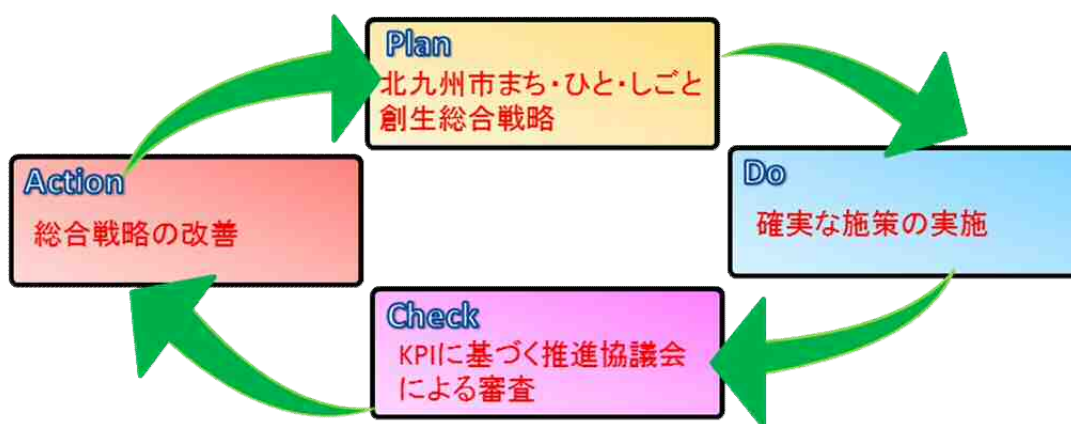 Plan
北九州市まち・ひと・しごと
創生総合戦略
Do
確実な施策の実施
Check
KPIに基づく推進協議会
による審査
Action
総合戦略の改善